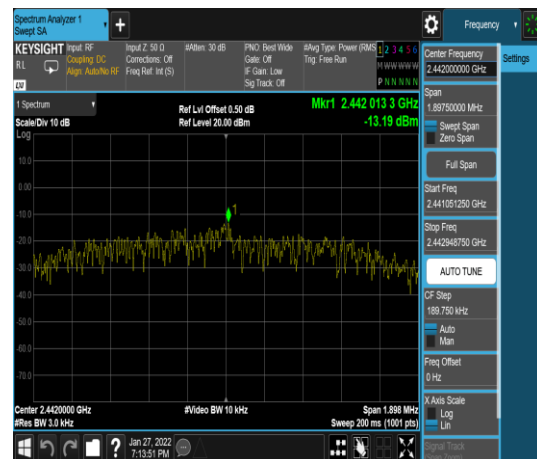 Spectrum Analyzer 1
Swept SA
Frequency
KEYSIGHT
Input: RF
Coupling: DC
Align: Auto/No RF
Input Z: 50 Ω
Corrections: Off
Freq Ref: Int (S)
#Atten: 30 dB
PNO: Best Wide
Gate: Off
IF Gain: Low
Sig Track: Off
#Avg Type: Power (RMS
Trig: Free Run
1 2 3 4 5 6
M W W W W W
P N N N N N
RL
LXI
1 Spectrum
Scale/Div 10 dB
Log
Ref Lvl Offset 0.50 dB
Ref Level 20.00 dBm
Mkr1 2.442 013 3 GHz
-13.19 dBm
10.0
0.00
-10.0
-20.0
-30.0
-40.0
-50.0
-60.0
1
Center 2.4420000 GHz
#Res BW 3.0 kHz
#Video BW 10 kHz
Span 1.898 MHz
Sweep 200 ms (1001 pts)
Jan 27, 2022
7:13:51 PM
Center Frequency
2.442000000 GHz
Settings
Span
1.89750000 MHz
Swept Span
Zero Span
Full Span
Start Freq
2.441051250 GHz
Stop Freq
2.442948750 GHz
AUTO TUNE
CF Step
189.750 kHz
Auto
Man
Freq Offset
0 Hz
X Axis Scale
Log
Lin
Signal Track